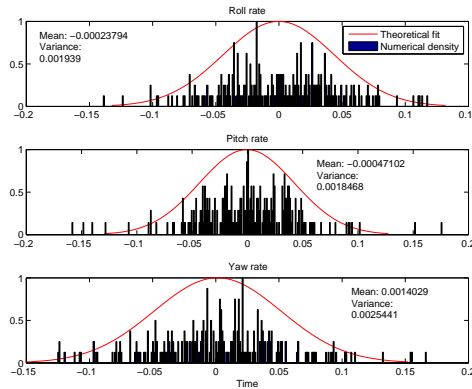 Roll rate
Mean: −0.00023794
Variance:
0.001939
Theoretical fit
Numerical density
1
0.5
0
−0.2 −0.15 −0.1 −0.05 0 0.05 0.1 0.15
Pitch rate
Mean: −0.00047102
Variance:
0.0018468
1
0.5
0
−0.2 −0.15 −0.1 −0.05 0 0.05 0.1 0.15 0.2
Yaw rate
Mean: 0.0014029
Variance:
0.0025441
1
0.5
0
−0.15 −0.1 −0.05 0 0.05 0.1 0.15 0.2
Time